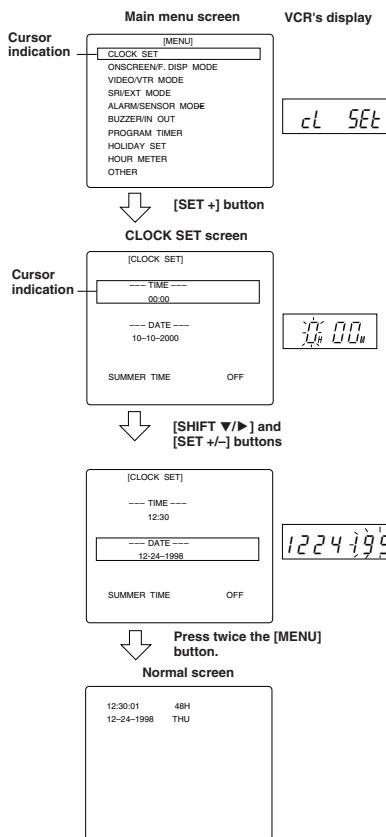 Main menu screen VCR's display
Cursor
indication
[MENU]
CLOCK SET
ONSCREEN/F. DISP MODE
VIDEO/VTR MODE
SRI/EXT MODE
ALARM/SENSOR MODE
BUZZER/IN OUT
PROGRAM TIMER
HOLIDAY SET
HOUR METER
OTHER
cL SEt
[SET +] button
CLOCK SET screen
Cursor
indication
[CLOCK SET]
––– TIME –––
00:00
––– DATE –––
10–10–2000
SUMMER TIME OFF
0H 00M
[SHIFT ▼/▶] and
[SET +/–] buttons
[CLOCK SET]
––– TIME –––
12:30
––– DATE –––
12-24–1998
SUMMER TIME OFF
1224-199
Press twice the [MENU]
button.
Normal screen
12:30:01 48H
12–24–1998 THU